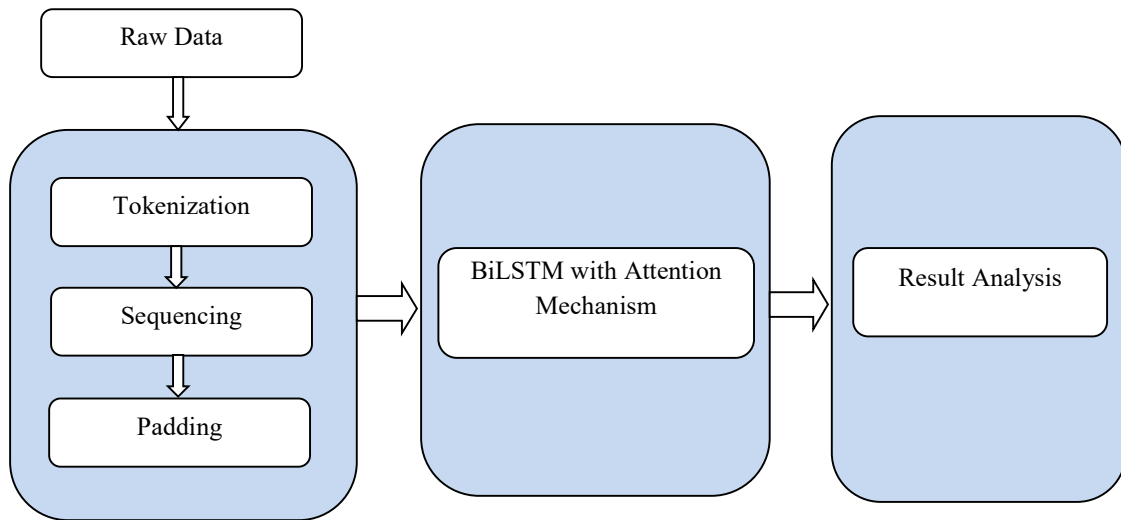 Raw Data
Tokenization
Sequencing
Padding
BiLSTM with Attention
Mechanism
Result Analysis